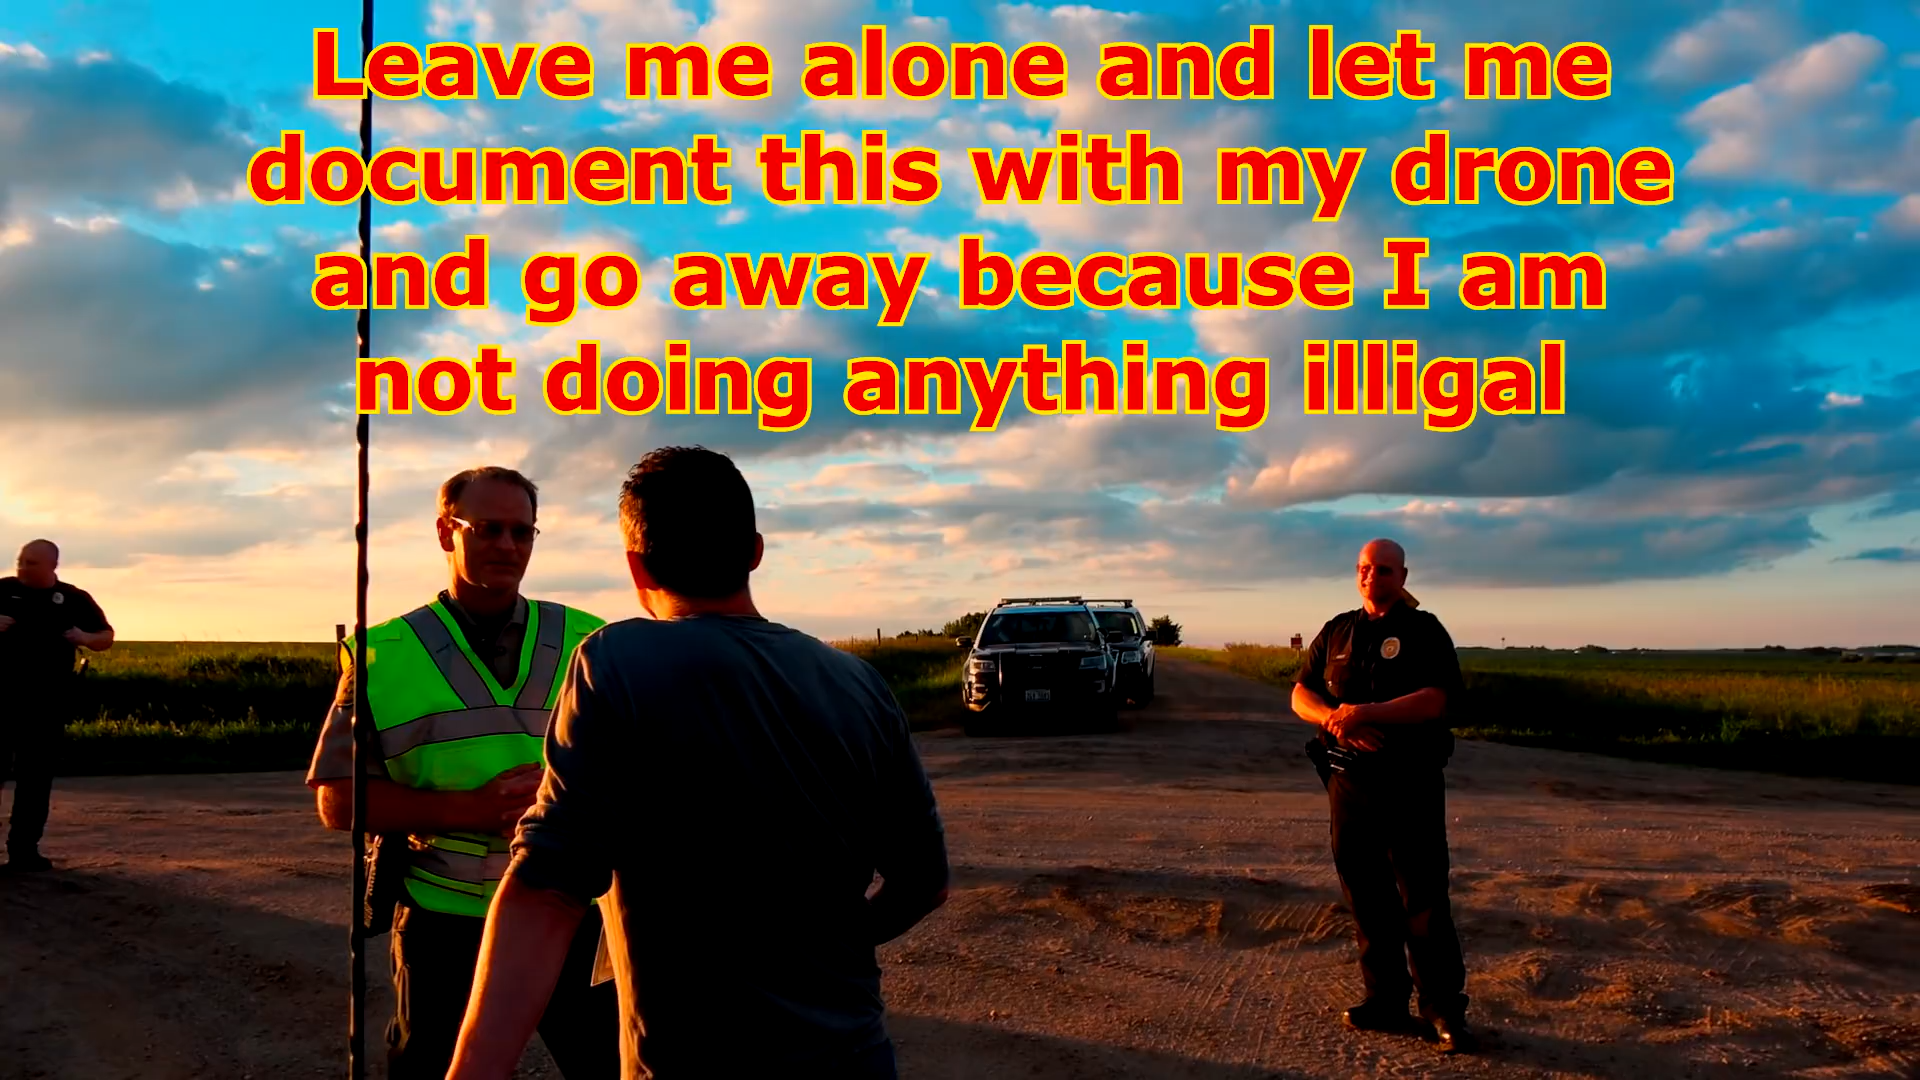 Leave me alone and let me
document this with my drone
and go away because I am
not doing anything illigal